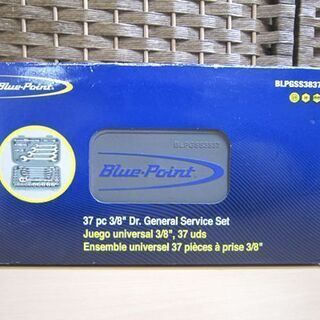 Blue-Point
BLPGSS3837
BLPGSS3837
Blue-Point
37 pc 3/8" Dr. General Service Set
Juego universal 3/8", 37 uds
Ensemble universel 37 pièces à prise 3/8"